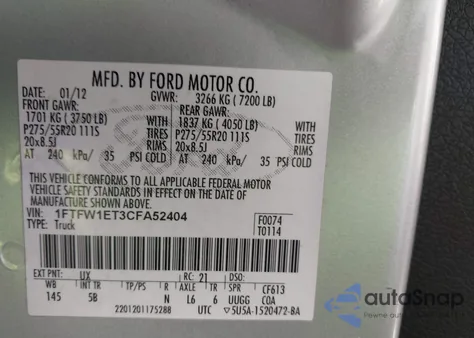 MFD. BY FORD MOTOR CO.
DATE: 01/12 GVWR: 3266 KG (7200 LB)
FRONT GAWR: REAR GAWR:
1701 KG (3750 LB) WITH 1837 KG (4050 LB) WITH
P275/55R20 111S TIRES P275/55R20 111S TIRES
20x8.5J RIMS 20x8.5J RIMS
AT 240 kPa/ 35 PSI COLD AT 240 kPa/ 35 PSI COLD
THIS VEHICLE CONFORMS TO ALL APPLICABLE FEDERAL MOTOR
VEHICLE SAFETY STANDARDS IN EFFECT ON THE DATE OF
MANUFACTURE SHOWN ABOVE.
VIN: 1FTFW1ET3CFA52404 F0074
TYPE: Truck T0114
EXT PNT: UX RC: 21 DSO:
WB INT TR TP/PS R AXLE TR SPR CF613
145 5B N L6 6 UUGG COA
2201201175288 UTC 5U5A-1520472-BA
autoSnap